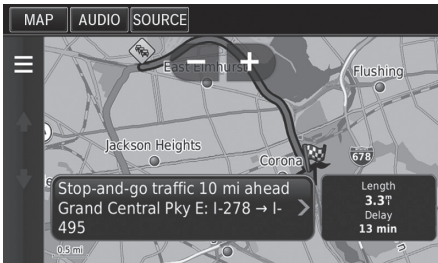 MAP AUDIO SOURCE
East Elmhurst
Flushing
Jackson Heights
Corona
678
Stop-and-go traffic 10 mi ahead
Grand Central Pky E: I-278 → I-
495
Length
3.3
Delay
13 min
0.5 mi